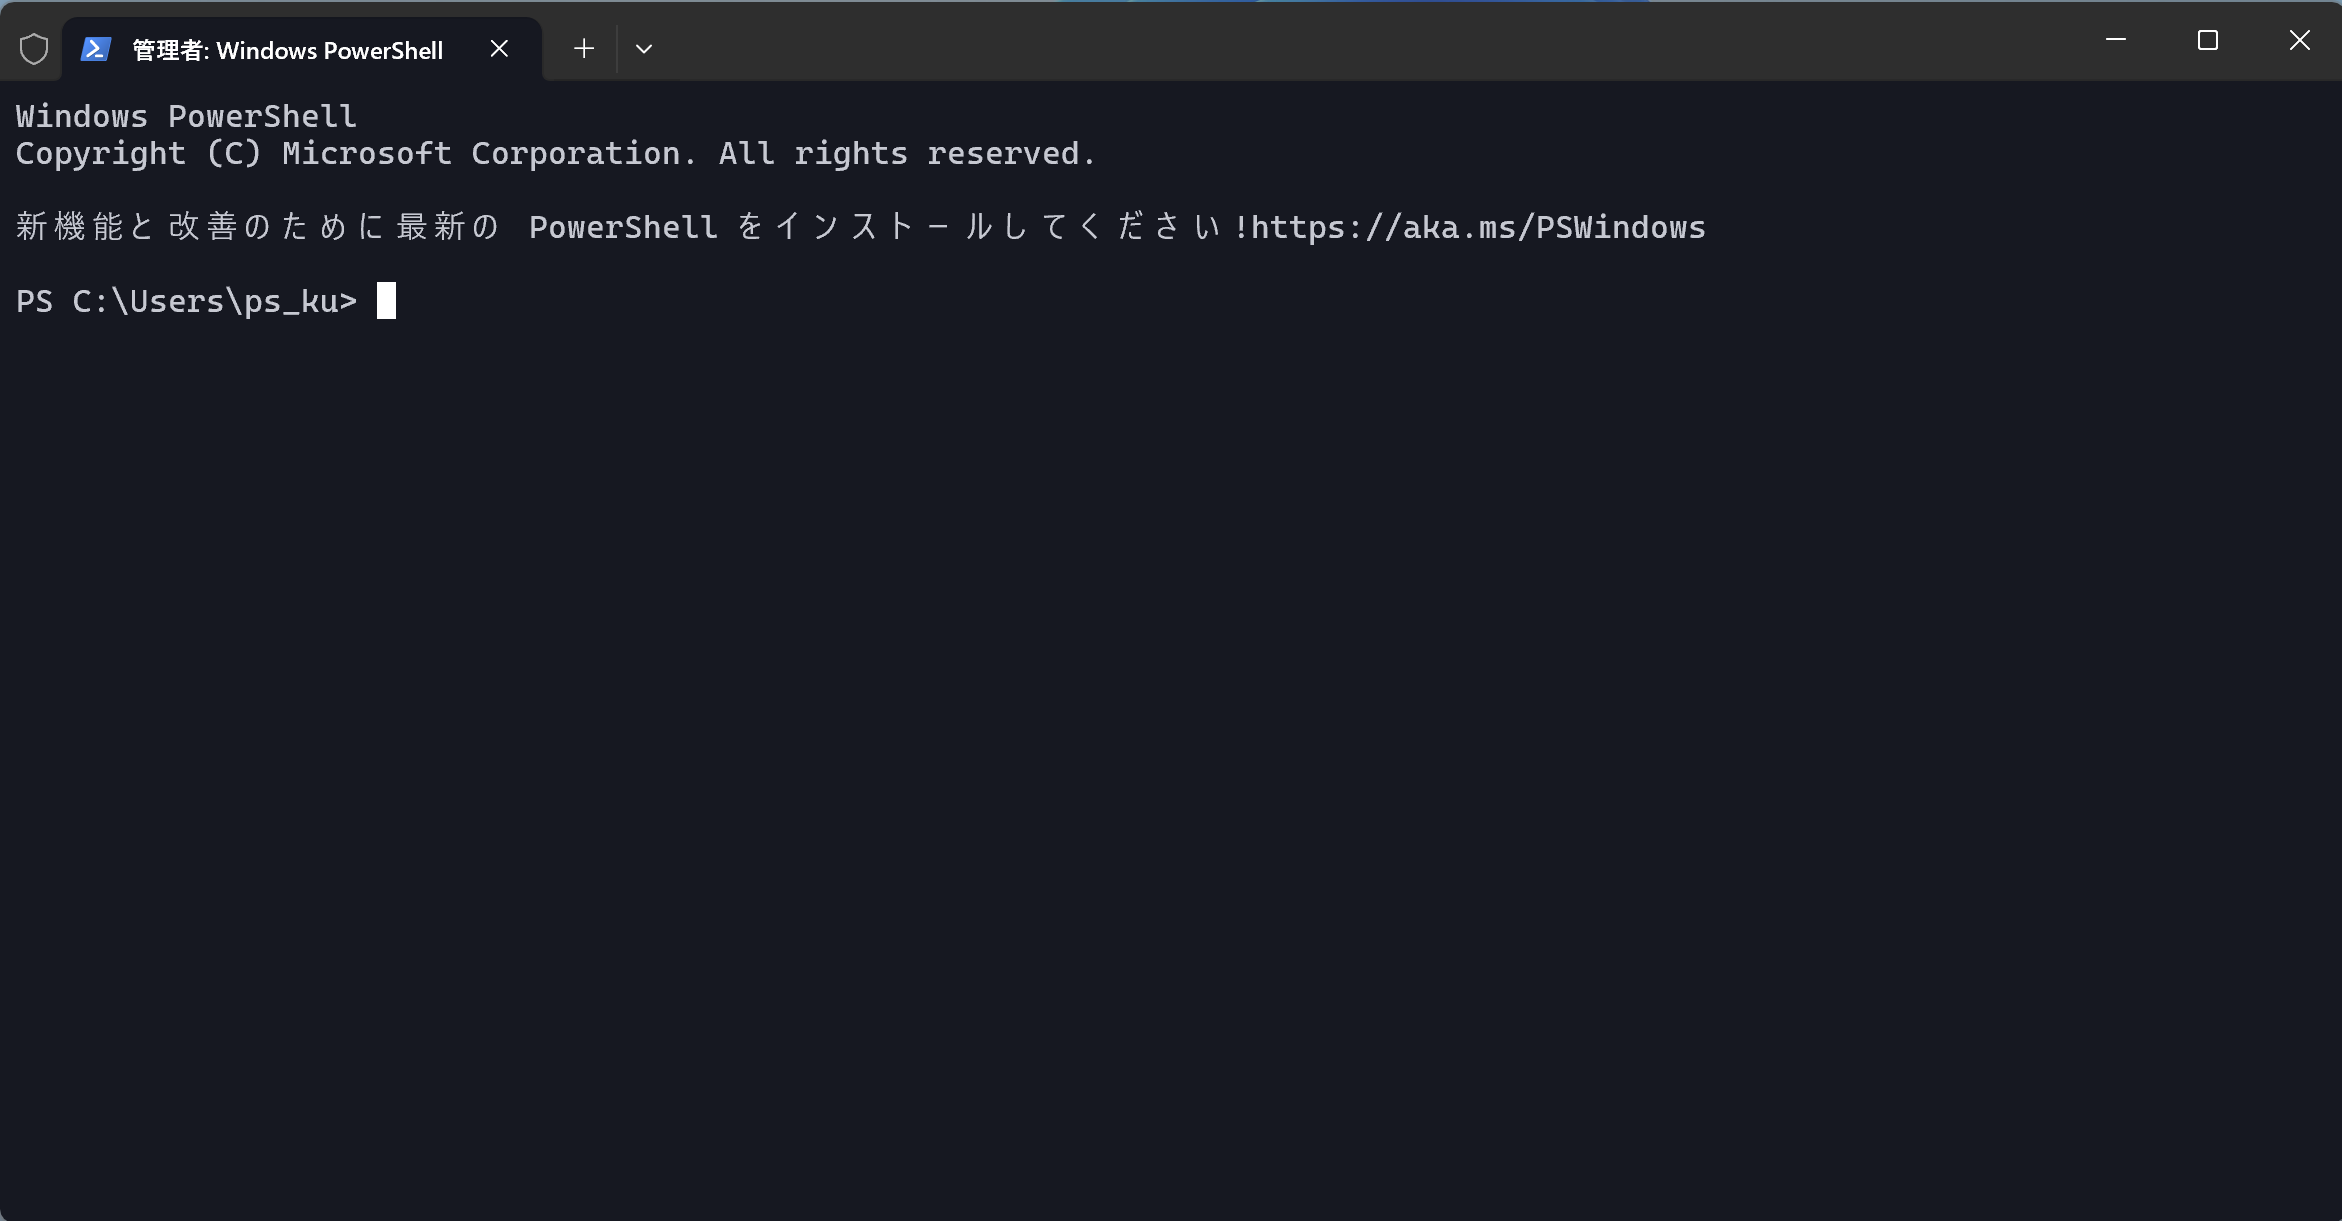 管理者: Windows PowerShell
Windows PowerShell
Copyright (C) Microsoft Corporation. All rights reserved.
新機能と改善のために最新の PowerShell をインストールしてください!https://aka.ms/PSWindows
PS C:\Users\ps_ku>